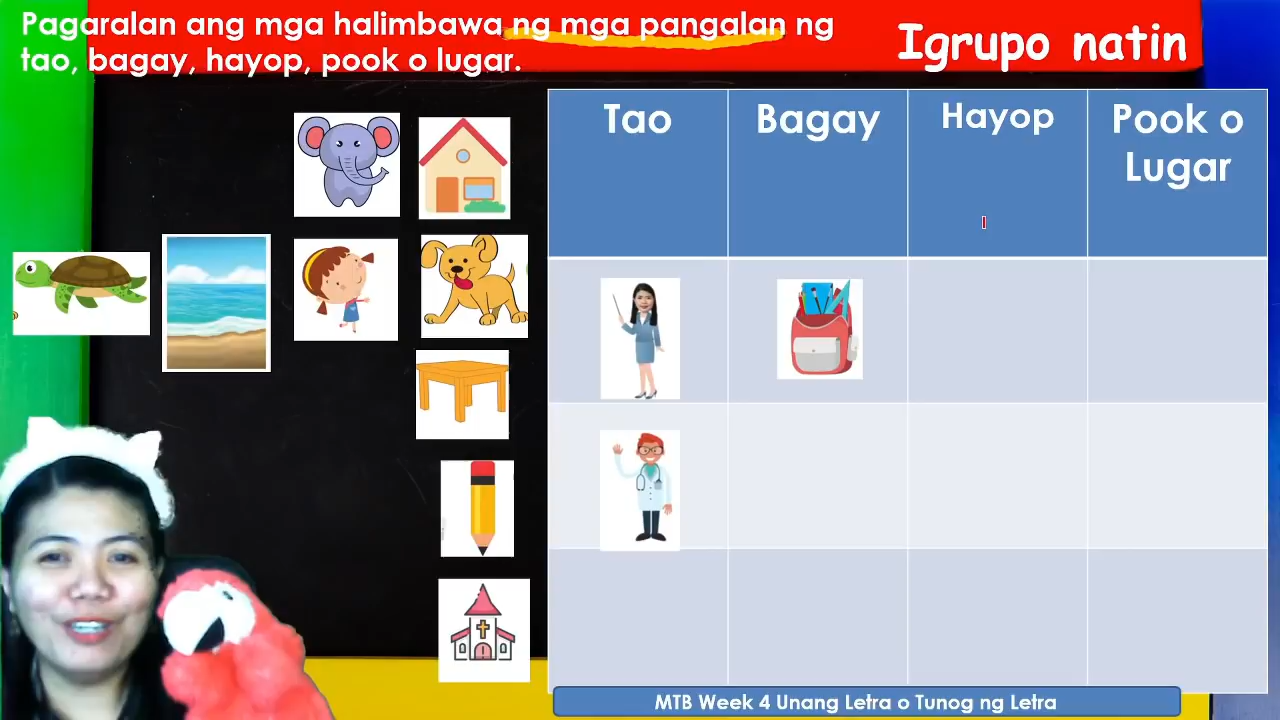 Pagaralan ang mga halimbawa ng mga pangalan ng
tao, bagay, hayop, pook o lugar.
Igrupo natin
Tao
Bagay
Hayop
Pook o
Lugar
MTB Week 4 Unang Letra o Tunog ng Letra